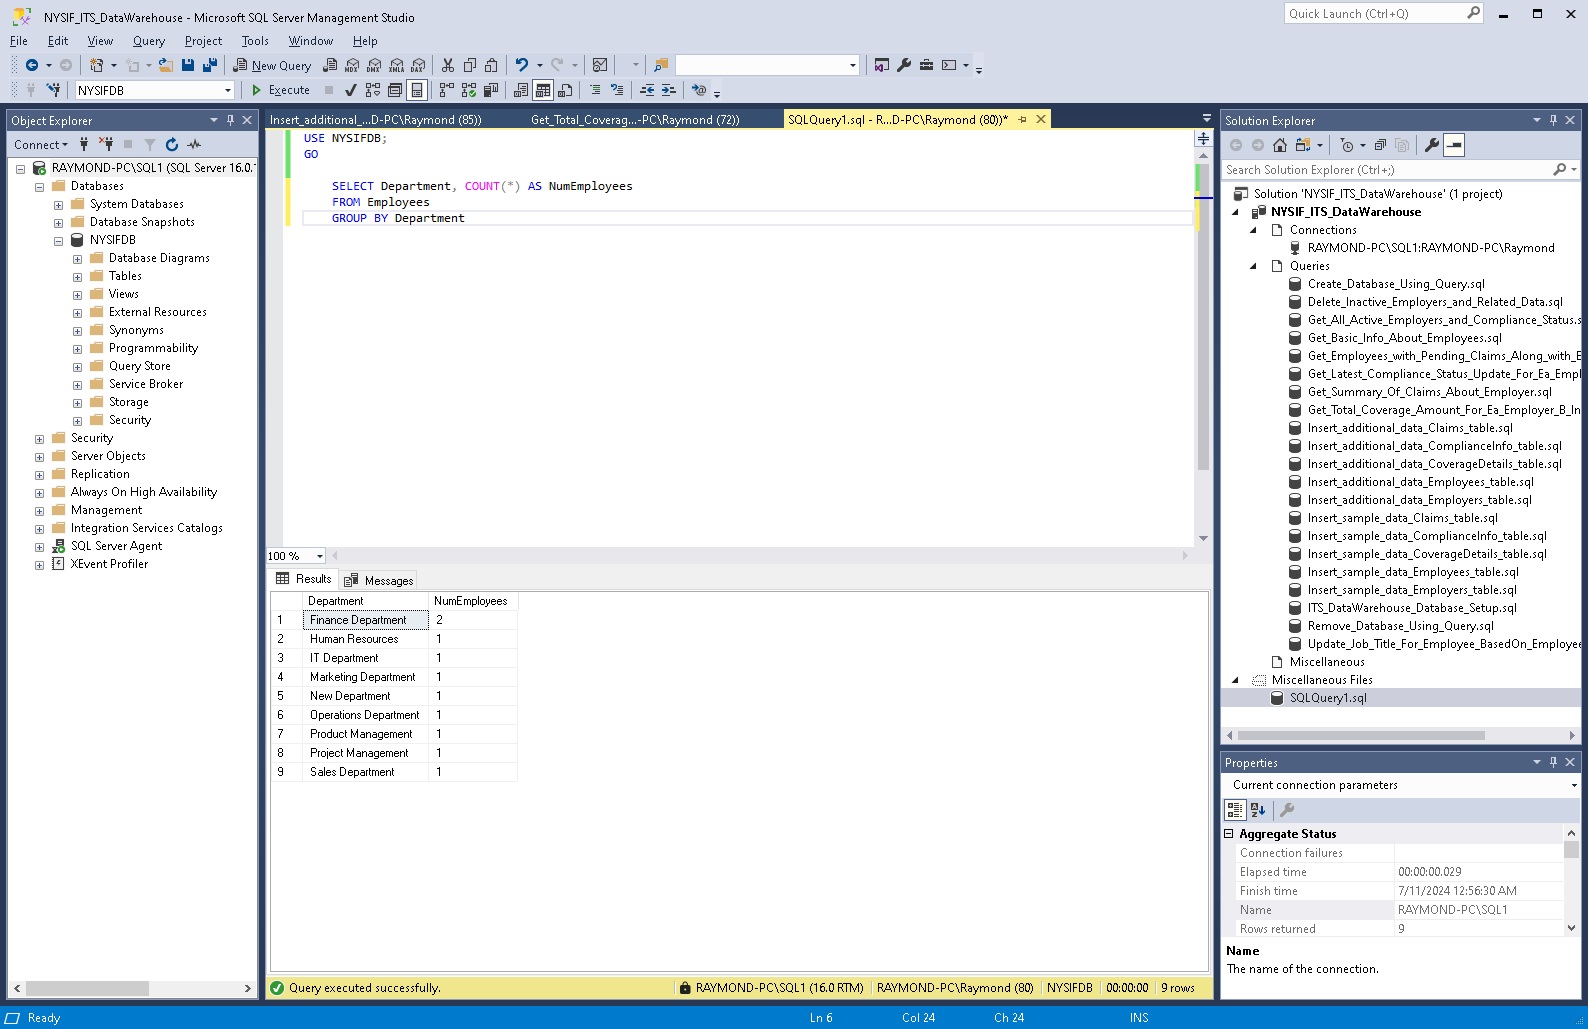 NYSIF_ITS_DataWarehouse - Microsoft SQL Server Management Studio
Quick Launch (Ctrl+Q)
File Edit View Query Project Tools Window Help
New Query
MDX DMX XMLA DAX
NYSIFDB
Execute
Object Explorer
Connect
RAYMOND-PC\SQL1 (SQL Server 16.0.
Databases
System Databases
Database Snapshots
NYSIFDB
Database Diagrams
Tables
Views
External Resources
Synonyms
Programmability
Query Store
Service Broker
Storage
Security
Security
Server Objects
Replication
Always On High Availability
Management
Integration Services Catalogs
SQL Server Agent
XEvent Profiler
Insert_additional_...D-PC\Raymond (85))
Get_Total_Coverag...-PC\Raymond (72))
SQLQuery1.sql - R...D-PC\Raymond (80))*
USE NYSIFDB;
GO
SELECT Department, COUNT(*) AS NumEmployees
FROM Employees
GROUP BY Department
100 %
Results
Messages
Department NumEmployees
1 Finance Department 2
2 Human Resources 1
3 IT Department 1
4 Marketing Department 1
5 New Department 1
6 Operations Department 1
7 Product Management 1
8 Project Management 1
9 Sales Department 1
Query executed successfully.
RAYMOND-PC\SQL1 (16.0 RTM) RAYMOND-PC\Raymond (80) NYSIFDB 00:00:00 9 rows
Solution Explorer
Search Solution Explorer (Ctrl+;)
Solution 'NYSIF_ITS_DataWarehouse' (1 project)
NYSIF_ITS_DataWarehouse
Connections
RAYMOND-PC\SQL1:RAYMOND-PC\Raymond
Queries
Create_Database_Using_Query.sql
Delete_Inactive_Employers_and_Related_Data.sql
Get_All_Active_Employers_and_Compliance_Status.s
Get_Basic_Info_About_Employees.sql
Get_Employees_with_Pending_Claims_Along_with_E
Get_Latest_Compliance_Status_Update_For_Ea_Empl
Get_Summary_Of_Claims_About_Employer.sql
Get_Total_Coverage_Amount_For_Ea_Employer_B_In
Insert_additional_data_Claims_table.sql
Insert_additional_data_ComplianceInfo_table.sql
Insert_additional_data_CoverageDetails_table.sql
Insert_additional_data_Employees_table.sql
Insert_additional_data_Employers_table.sql
Insert_sample_data_Claims_table.sql
Insert_sample_data_ComplianceInfo_table.sql
Insert_sample_data_CoverageDetails_table.sql
Insert_sample_data_Employees_table.sql
Insert_sample_data_Employers_table.sql
ITS_DataWarehouse_Database_Setup.sql
Remove_Database_Using_Query.sql
Update_Job_Title_For_Employee_BasedOn_Employee
Miscellaneous
Miscellaneous Files
SQLQuery1.sql
Properties
Current connection parameters
Aggregate Status
Connection failures
Elapsed time 00:00:00.029
Finish time 7/11/2024 12:56:30 AM
Name RAYMOND-PC\SQL1
Rows returned 9
Name
The name of the connection.
Ready
Ln 6 Col 24 Ch 24 INS